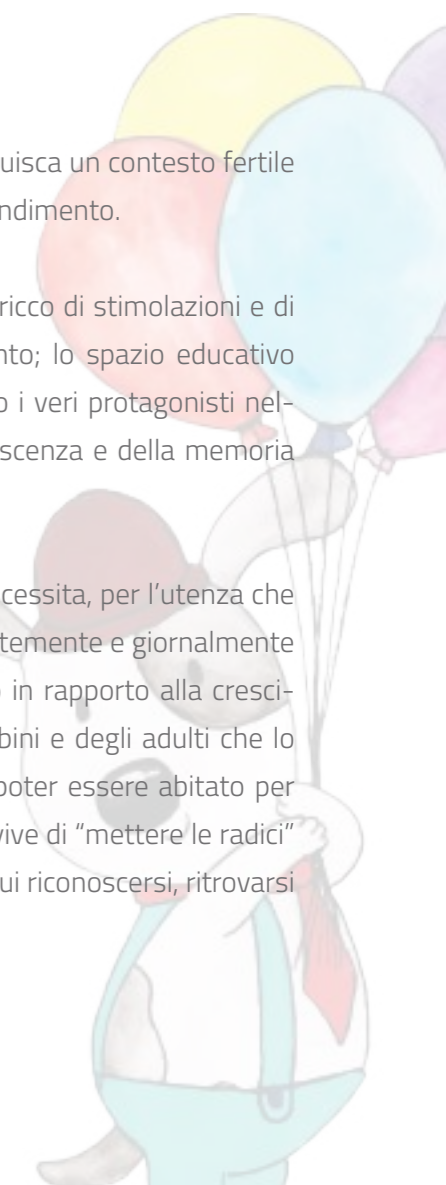 uisca un contesto fertile
ndimento.
ricco di stimolazioni e di
nto; lo spazio educativo
o i veri protagonisti nel-
scenza e della memoria
cessita, per l’utenza che
temente e giornalmente
in rapporto alla cresci-
bini e degli adulti che lo
poter essere abitato per
vive di “mettere le radici”
ui riconoscersi, ritrovarsi